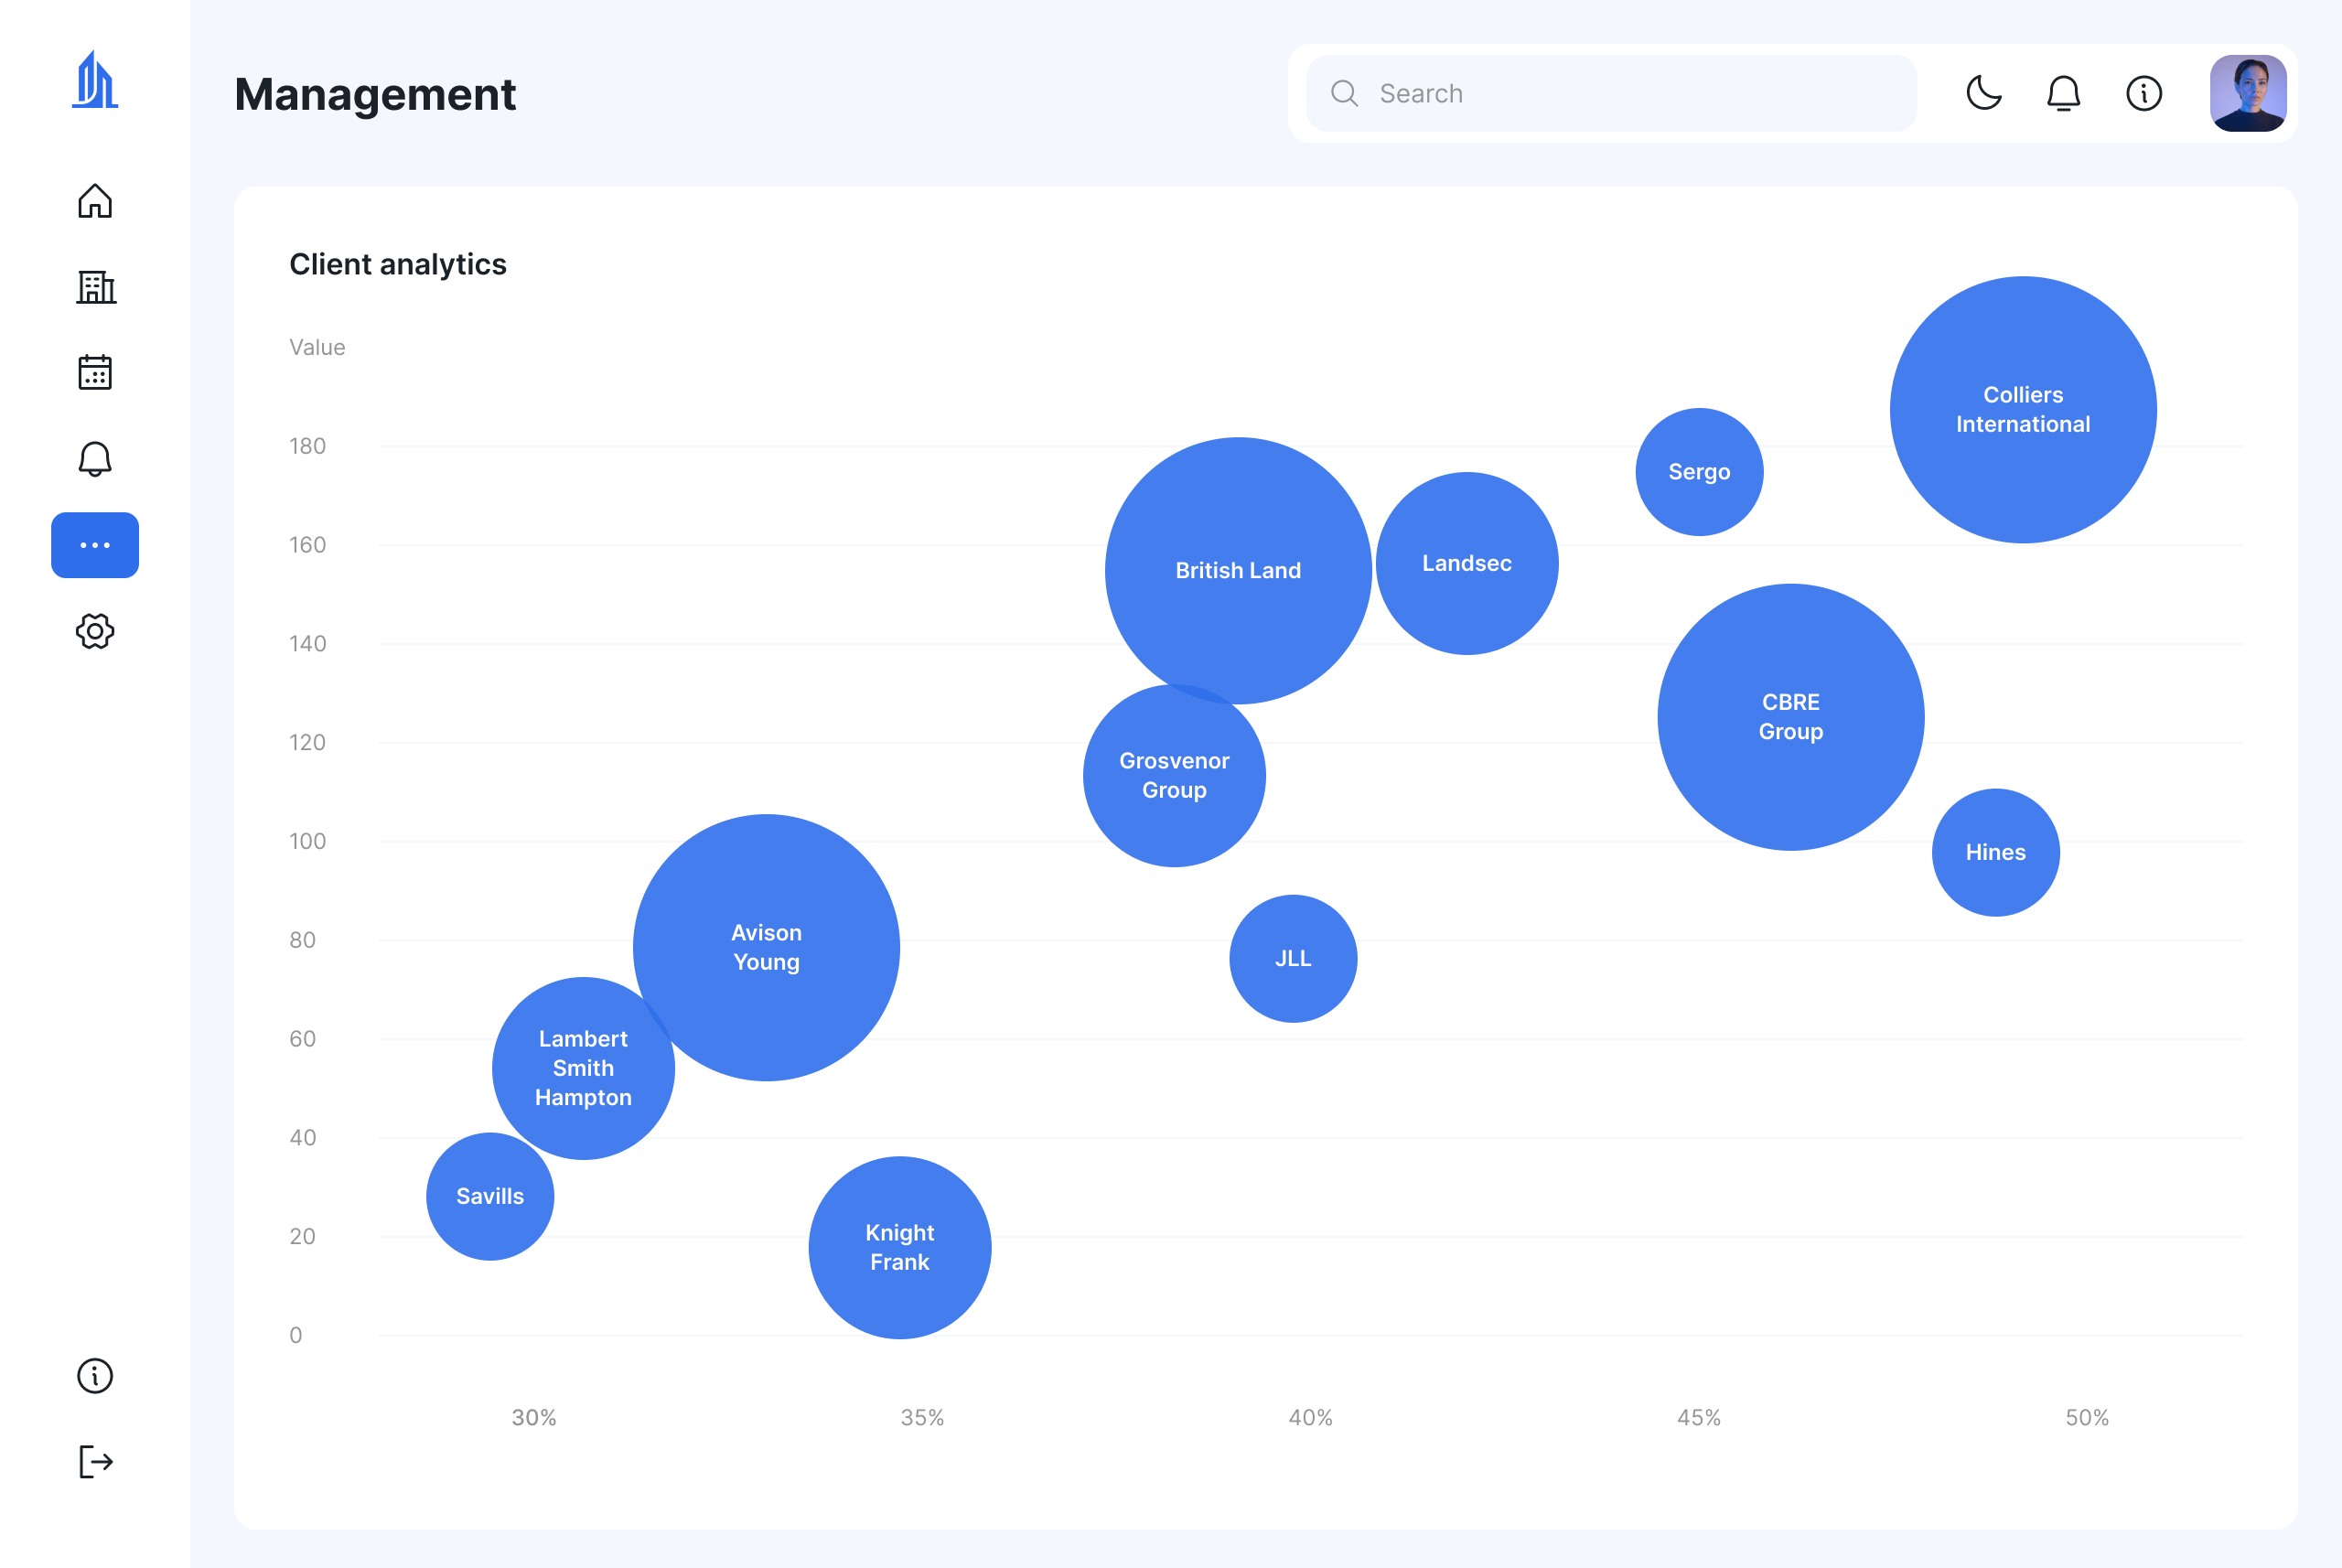 Management
Search
Client analytics
Value
180
160
140
120
100
80
60
40
20
0
Colliers
International
Sergo
British Land
Landsec
CBRE
Group
Grosvenor
Group
Hines
Avison
Young
JLL
Lambert
Smith
Hampton
Savills
Knight
Frank
30%
35%
40%
45%
50%